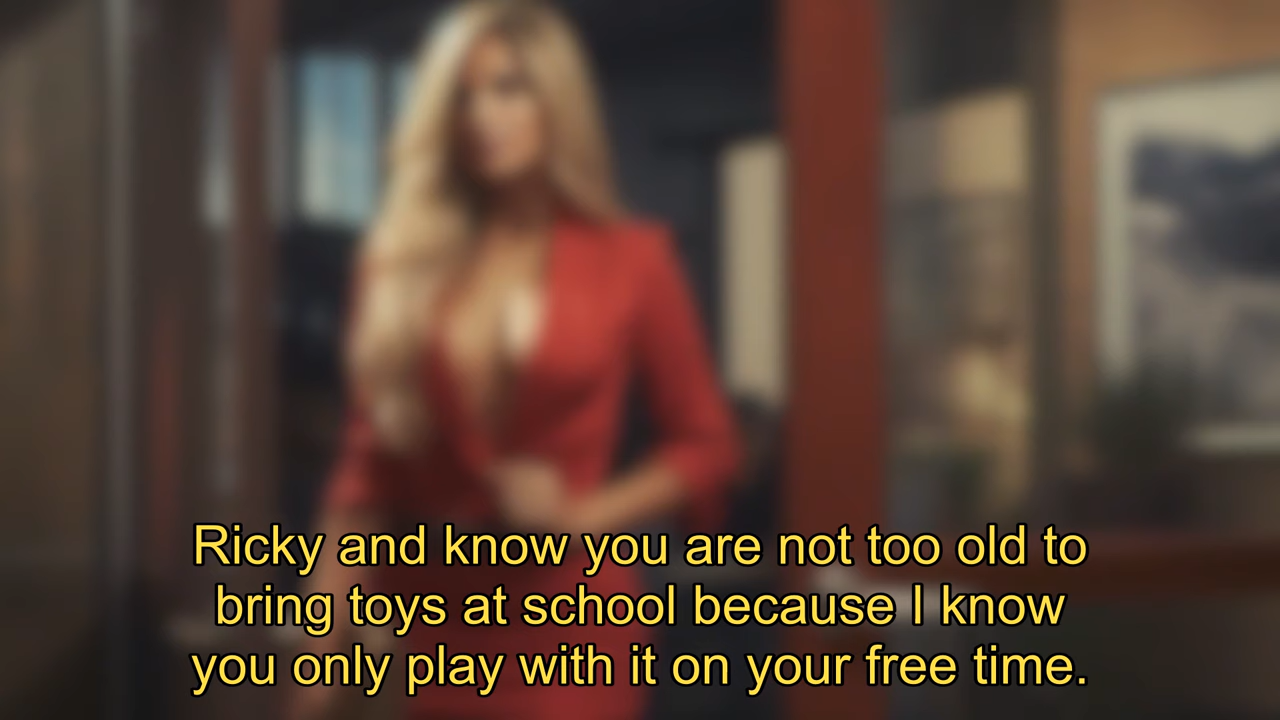 Ricky and know you are not too old to
bring toys at school because I know
you only play with it on your free time.